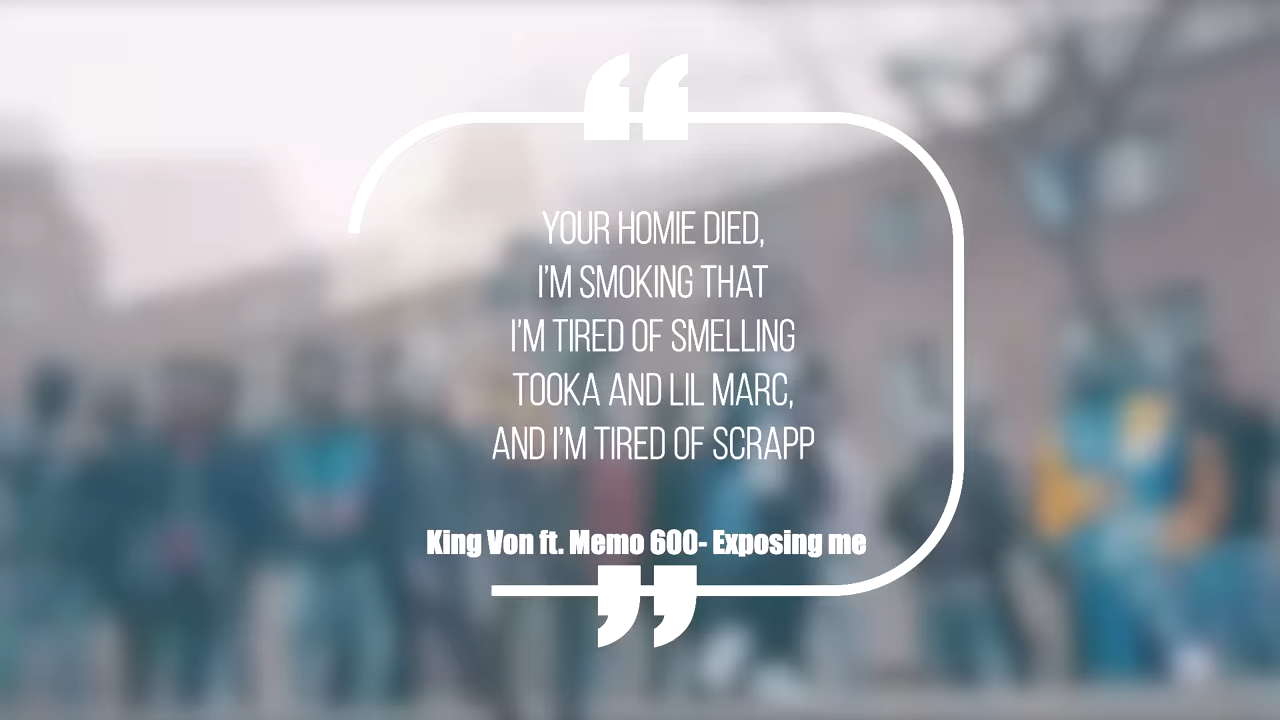 YOUR HOMIE DIED,
I'M SMOKING THAT
I'M TIRED OF SMELLING
TOOKA AND LIL MARC,
AND I'M TIRED OF SCRAPP
King Von ft. Memo 600- Exposing me